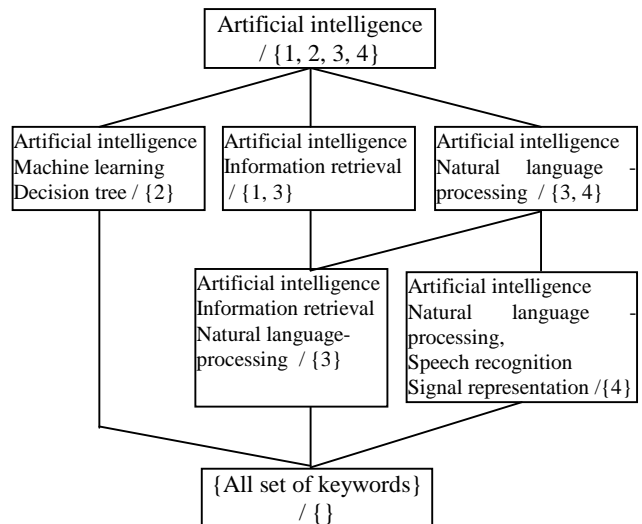 Artificial intelligence
/ {1, 2, 3, 4}
Artificial intelligence
Machine learning
Decision tree / {2}
Artificial intelligence
Information retrieval
/ {1, 3}
Artificial intelligence
Natural language -
processing / {3, 4}
Artificial intelligence
Information retrieval
Natural language-
processing / {3}
Artificial intelligence
Natural language -
processing,
Speech recognition
Signal representation /{4}
{All set of keywords}
/ {}